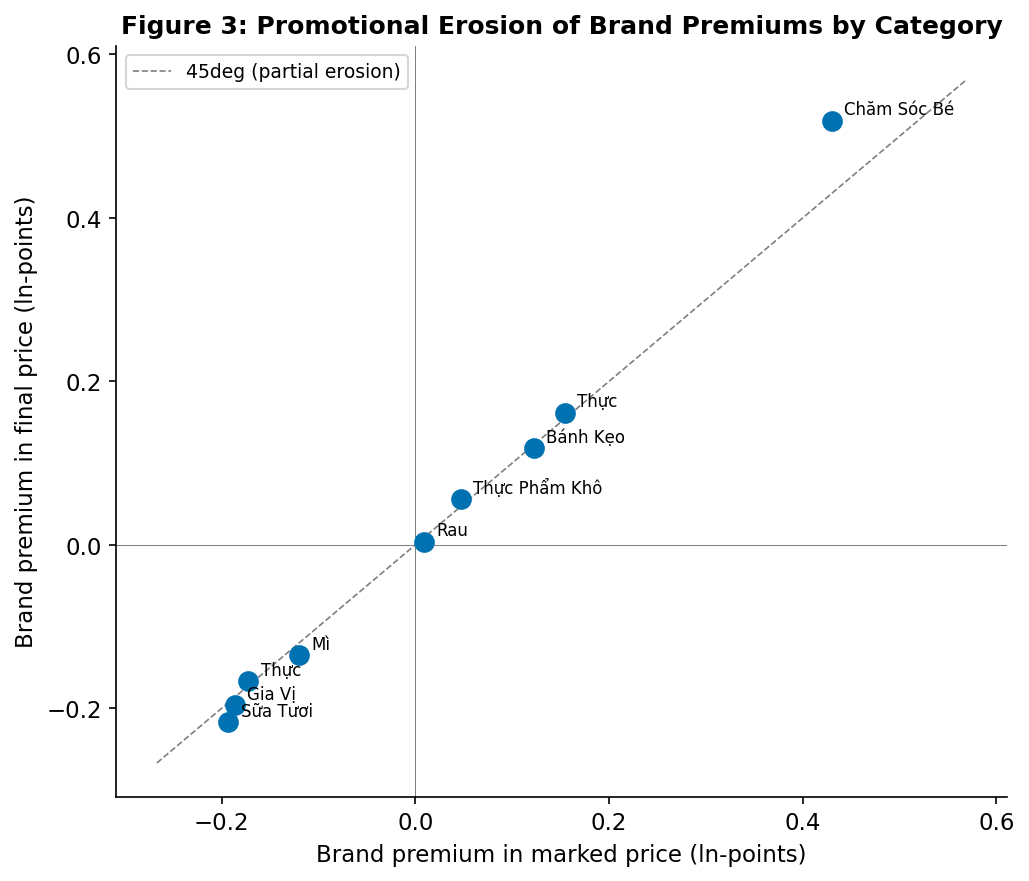 Figure 3: Promotional Erosion of Brand Premiums by Category
45deg (partial erosion)
Brand premium in final price (ln-points)
0.6
0.4
0.2
0.0
−0.2
Chăm Sóc Bé
Thực
Bánh Kẹo
Thực Phẩm Khô
Rau
Mì
Thực
Gia Vị
Sữa Tươi
−0.2
0.0
0.2
0.4
0.6
Brand premium in marked price (ln-points)